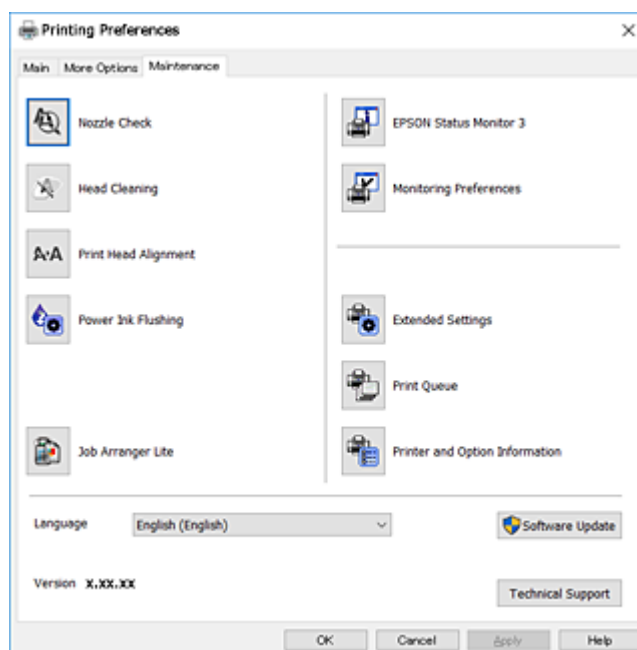 Printing Preferences
Main More Options Maintenance
Nozzle Check
Head Cleaning
A·A Print Head Alignment
Power Ink Flushing
Job Arranger Lite
EPSON Status Monitor 3
Monitoring Preferences
Extended Settings
Print Queue
Printer and Option Information
Language English (English) Software Update
Version X.XX.XX Technical Support
OK Cancel Apply Help